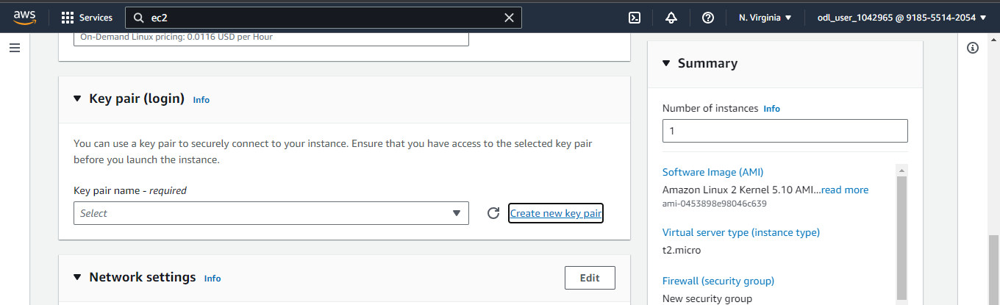 aws
Services
ec2
N. Virginia
odl_user_1042965 @ 9185-5514-2054
On-Demand Linux pricing: 0.0116 USD per Hour
Key pair (login) Info
You can use a key pair to securely connect to your instance. Ensure that you have access to the selected key pair
before you launch the instance.
Key pair name - required
Select
Create new key pair
Network settings Info
Edit
Summary
Number of instances Info
1
Software Image (AMI)
Amazon Linux 2 Kernel 5.10 AMI...read more
ami-0453898e98046c639
Virtual server type (instance type)
t2.micro
Firewall (security group)
New security group